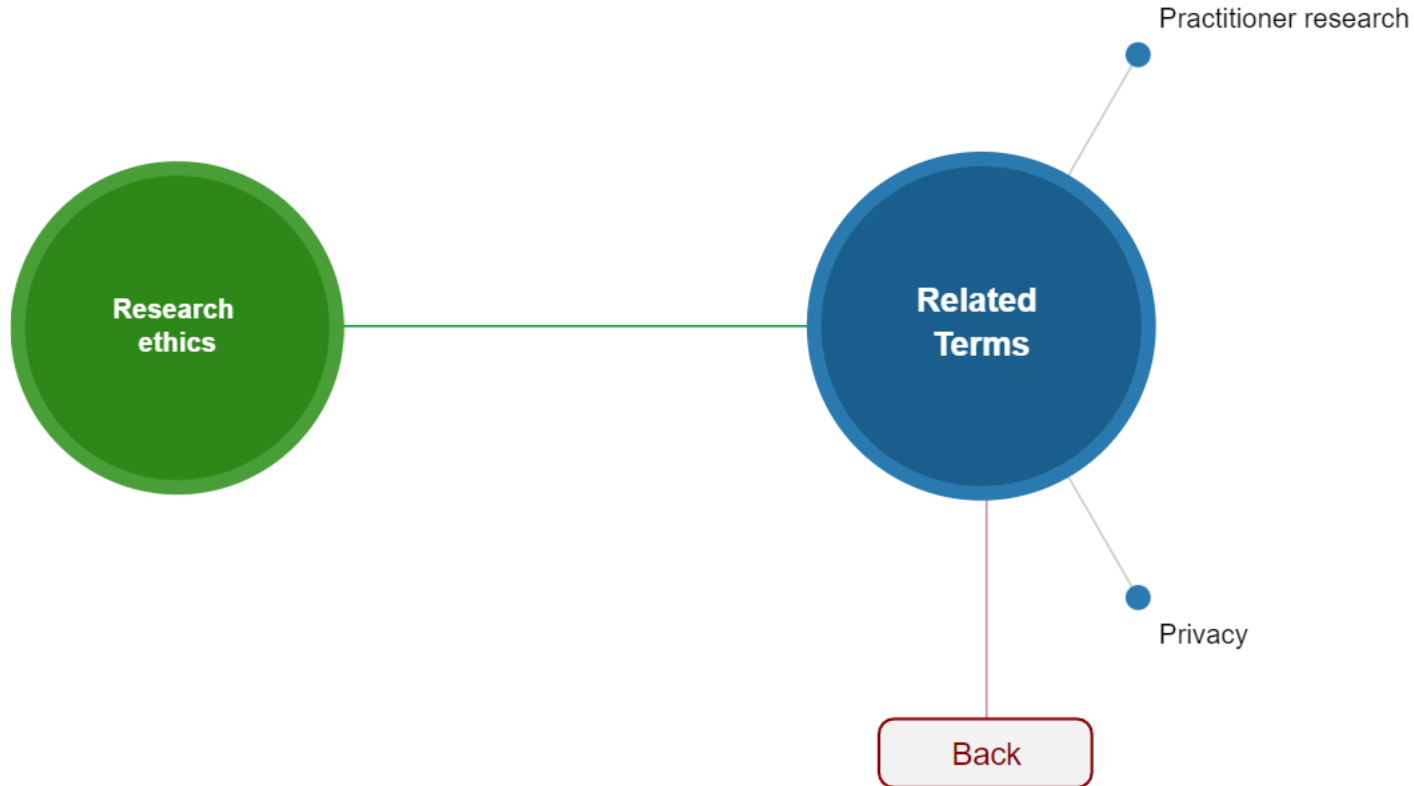 Practitioner research
Research
ethics
Related
Terms
Privacy
Back